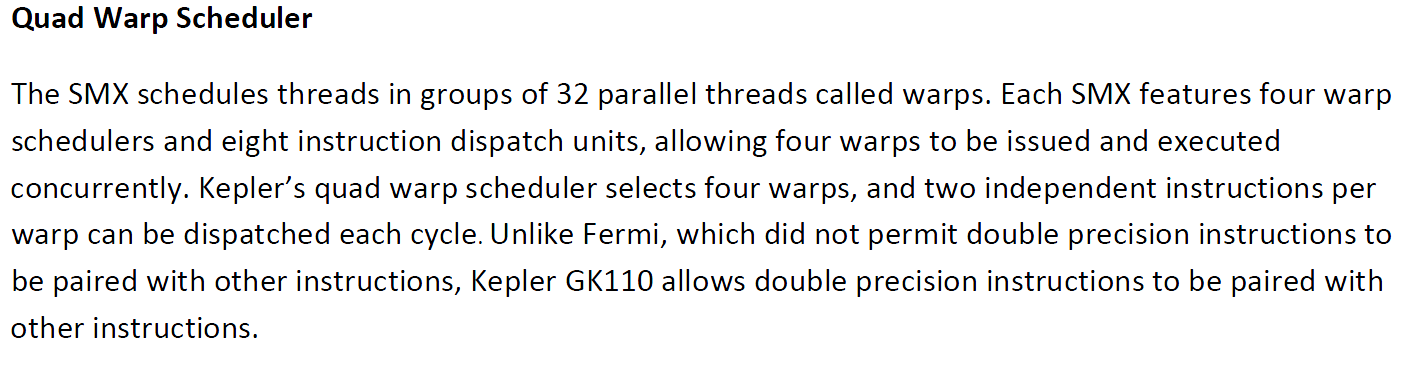 Quad Warp Scheduler
The SMX schedules threads in groups of 32 parallel threads called warps. Each SMX features four warp
schedulers and eight instruction dispatch units, allowing four warps to be issued and executed
concurrently. Kepler’s quad warp scheduler selects four warps, and two independent instructions per
warp can be dispatched each cycle. Unlike Fermi, which did not permit double precision instructions to
be paired with other instructions, Kepler GK110 allows double precision instructions to be paired with
other instructions.